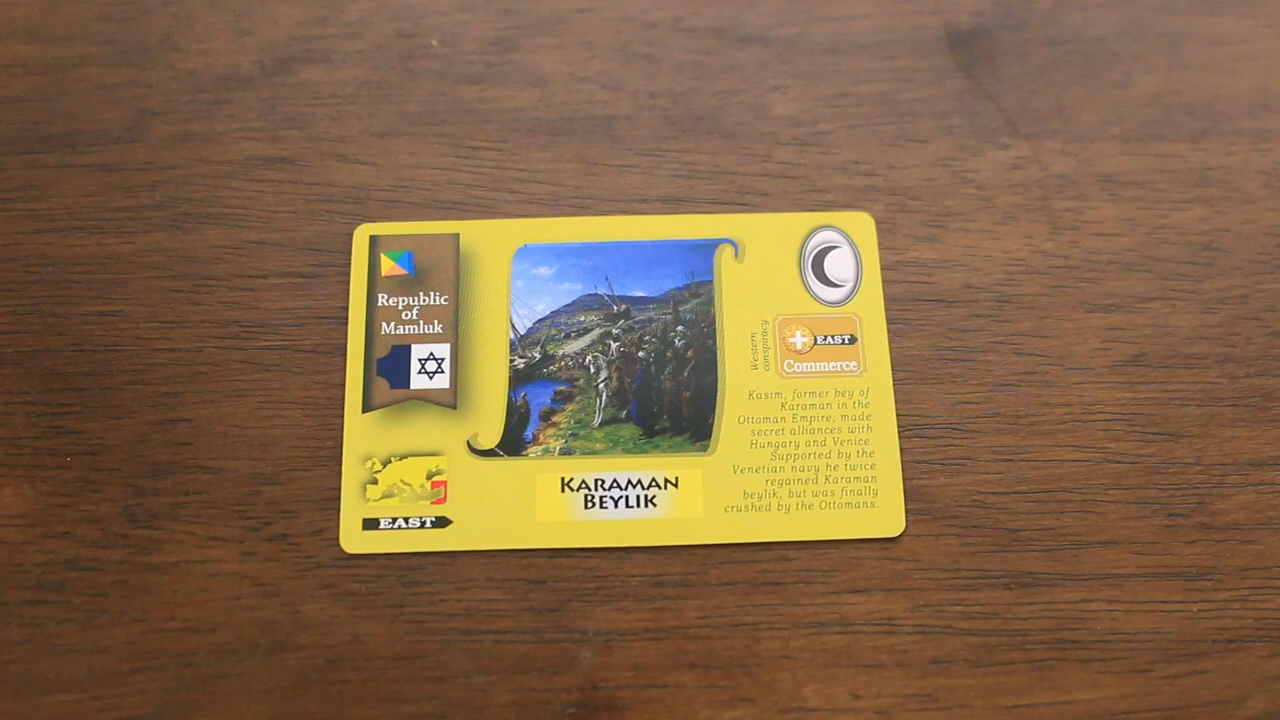 Republic
of
Mamluk
EAST
KARAMAN
BEYLIK
Western
conspiracy
EAST
Commerce
Kasim, former bey of
Karaman in the
Ottoman Empire, made
secret alliances with
Hungary and Venice.
Supported by the
Venetian navy he twice
regained Karaman
beylik, but was finally
crushed by the Ottomans.